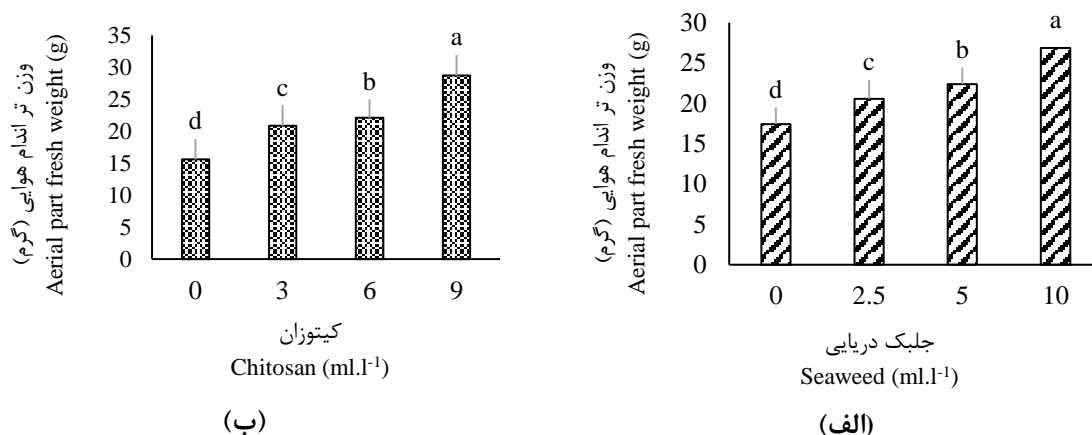 35
30
25
20
15
10
5
0
d
c
b
a
0 3 6 9
وزن تر اندام هوایی (گرم)
Aerial part fresh weight (g)
کیتوزان
Chitosan (ml.l⁻¹)
(ب)
30
25
20
15
10
5
0
d
c
b
a
0 2.5 5 10
وزن تر اندام هوایی (گرم)
Aerial part fresh weight (g)
جلبک دریایی
Seaweed (ml.l⁻¹)
(الف)